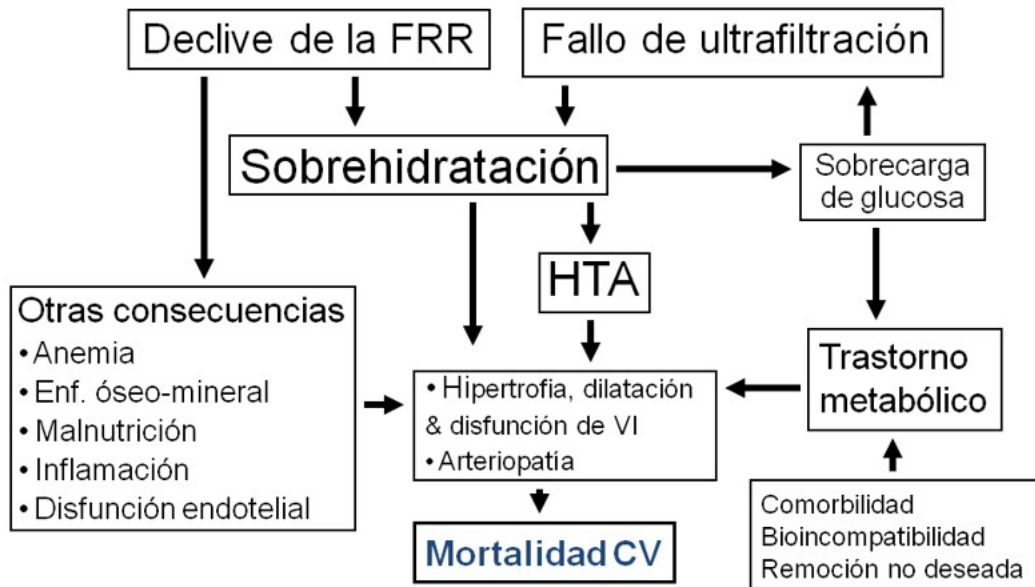 Declive de la FRR
Fallo de ultrafiltración
Sobrehidratación
Sobrecarga
de glucosa
HTA
Otras consecuencias
• Anemia
• Enf. óseo-mineral
• Malnutrición
• Inflamación
• Disfunción endotelial
• Hipertrofia, dilatación
& disfunción de VI
• Arteriopatía
Trastorno
metabólico
Mortalidad CV
Comorbilidad
Bioincompatibilidad
Remoción no deseada